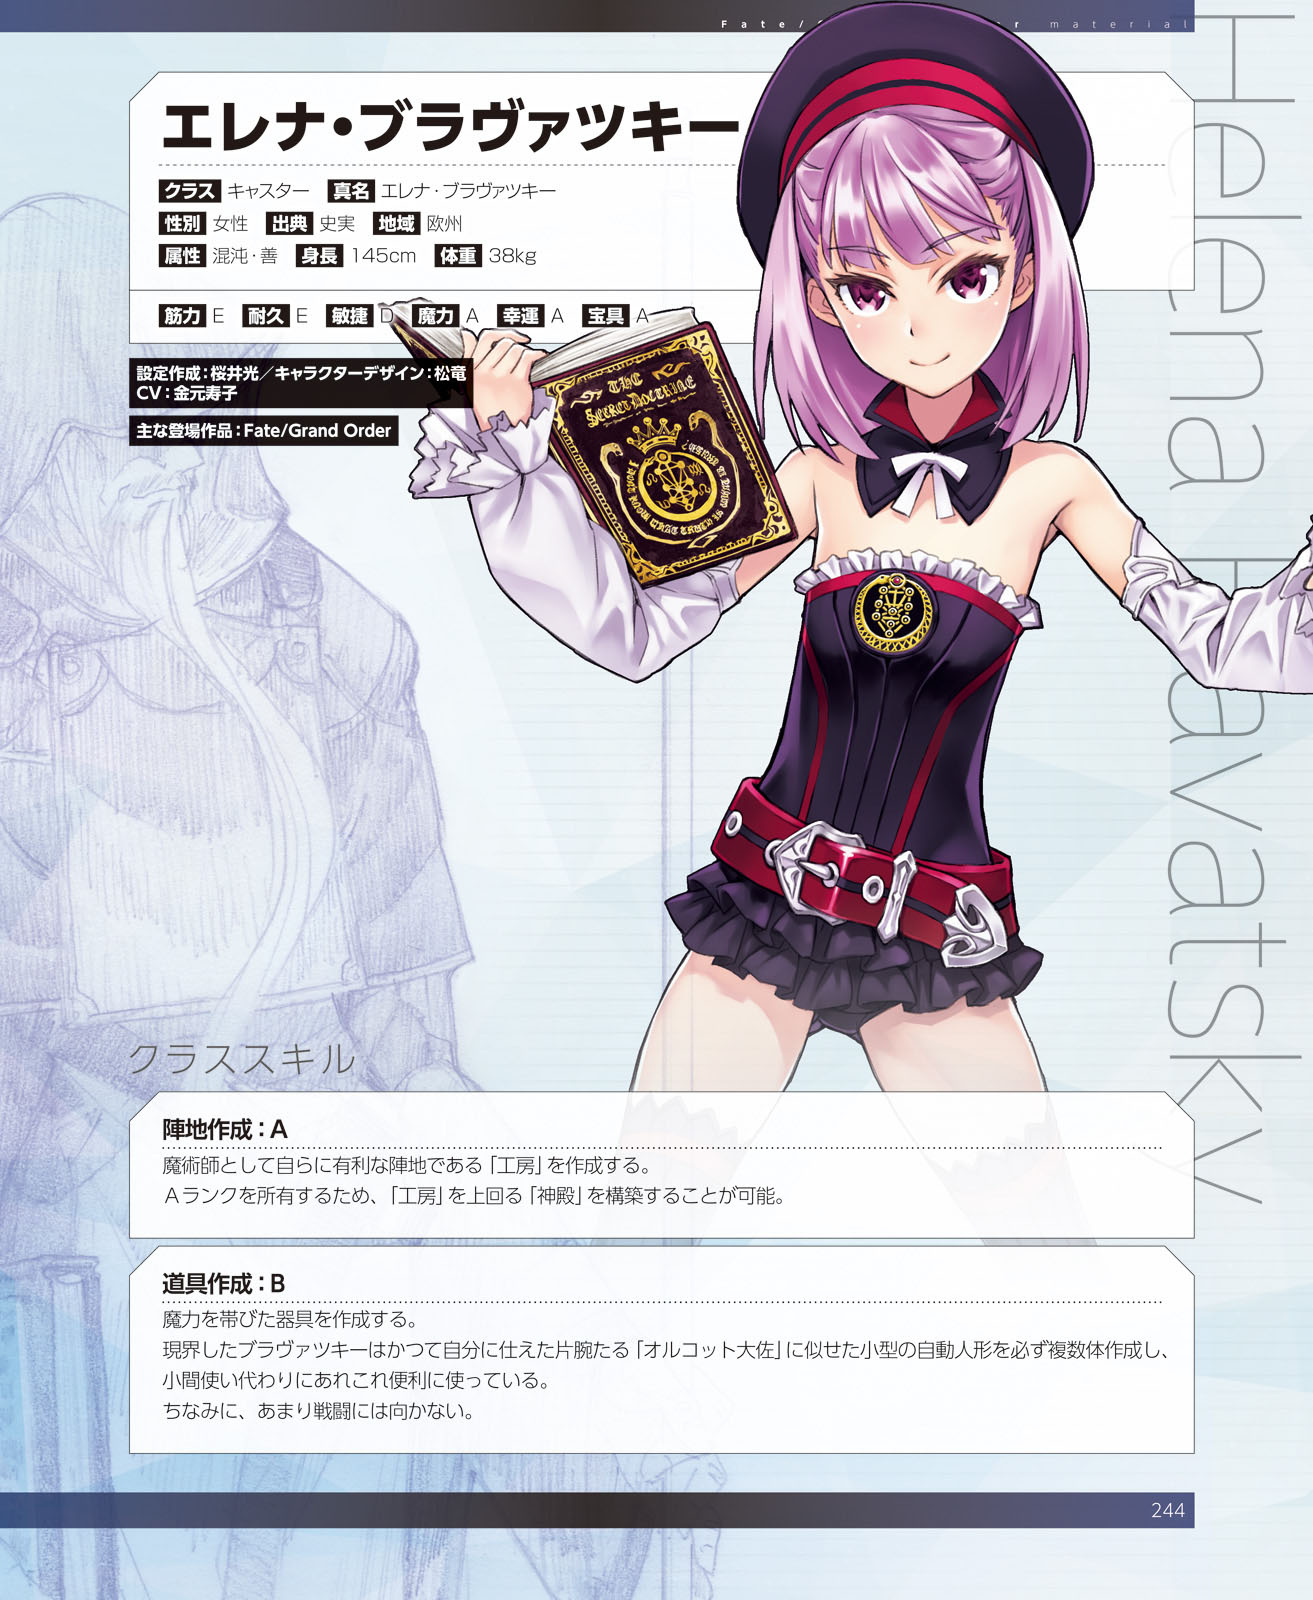 Fate/ r material
Helena Blavatsky
エレナ・ブラヴァツキー
クラス キャスター 真名 エレナ・ブラヴァツキー
性別 女性 出典 史実 地域 欧州
属性 混沌・善 身長 145cm 体重 38kg
筋力 E 耐久 E 敏捷 D 魔力 A 幸運 A 宝具 A
設定作成：桜井光／キャラクターデザイン：松竜
CV：金元寿子
主な登場作品：Fate/Grand Order
THE
SECRET DOCTRINE
クラススキル
陣地作成：A
魔術師として自らに有利な陣地である「工房」を作成する。
Aランクを所有するため、「工房」を上回る「神殿」を構築することが可能。
道具作成：B
魔力を帯びた器具を作成する。
現界したブラヴァツキーはかつて自分に仕えた片腕たる「オルコット大佐」に似せた小型の自動人形を必ず複数体作成し、
小間使い代わりにあれこれ便利に使っている。
ちなみに、あまり戦闘には向かない。
244